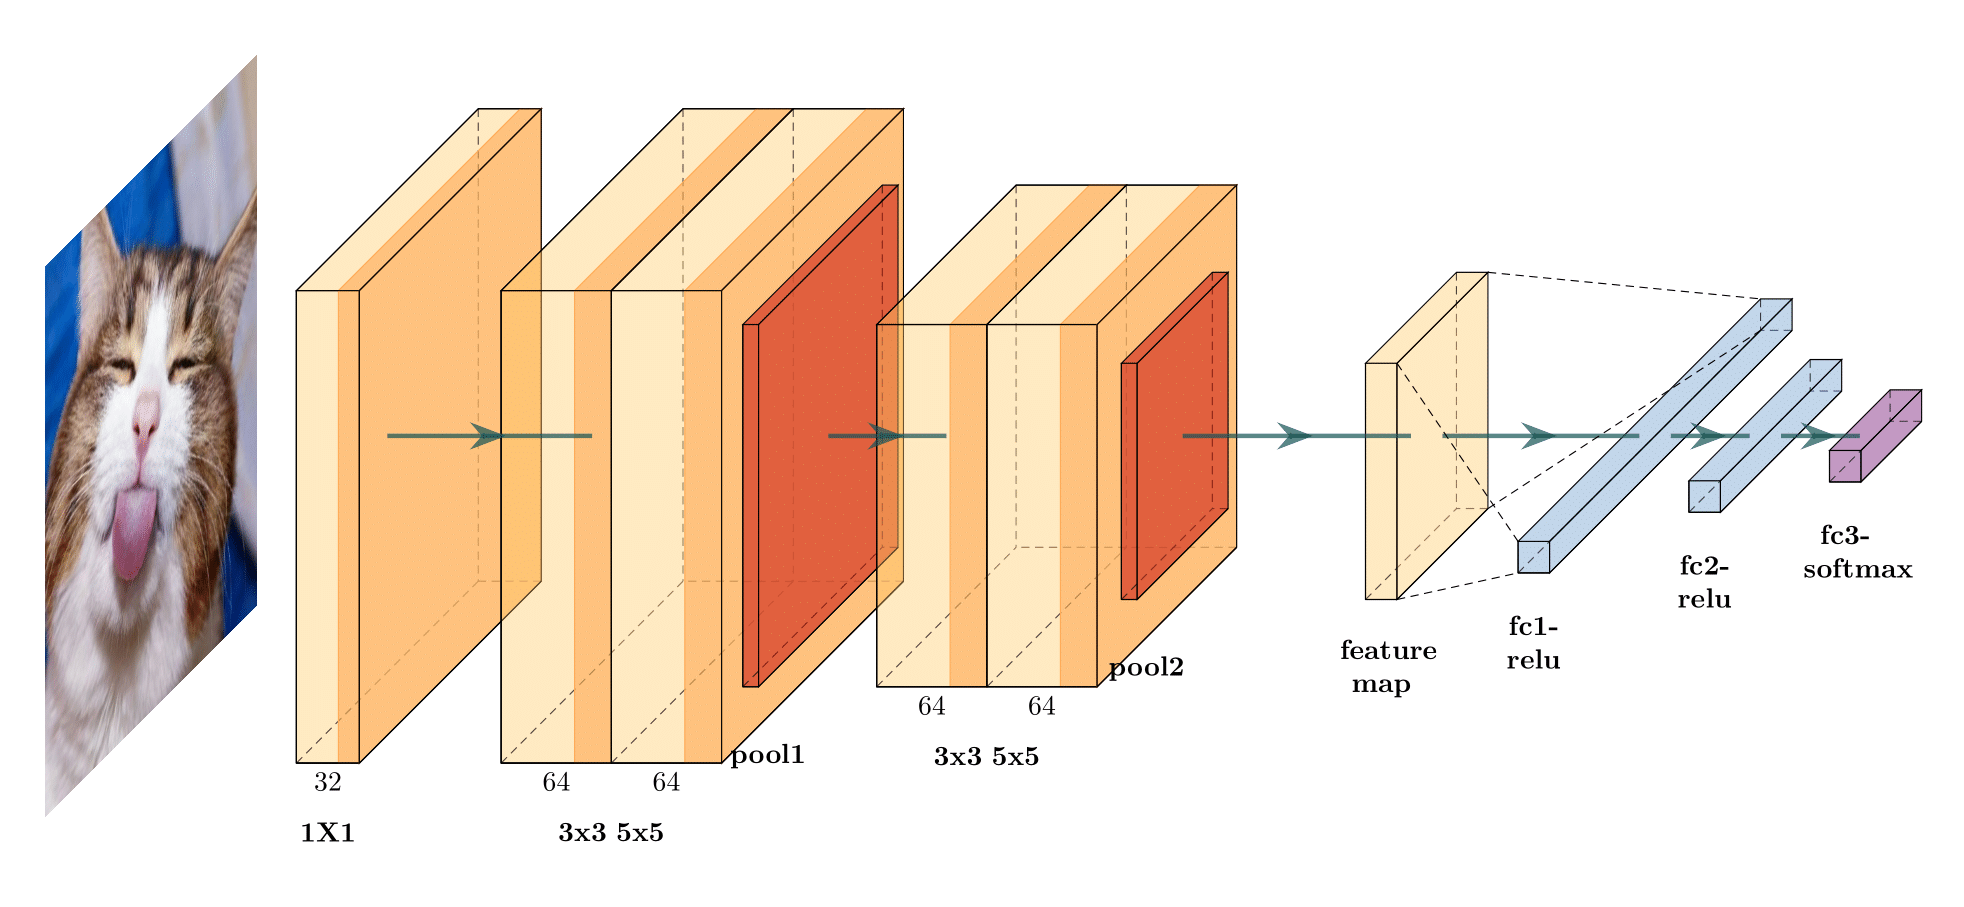 32
1X1
64 64
3x3 5x5
pool1
64 64
3x3 5x5
pool2
feature
map
fc1-
relu
fc2-
relu
fc3-
softmax